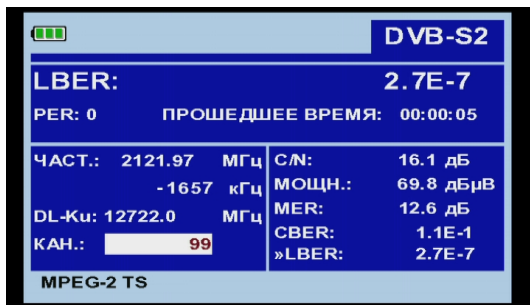 DVB-S2
LBER: 2.7E-7
PER: 0 ПРОШЕДШЕЕ ВРЕМЯ: 00:00:05
ЧАСТ.: 2121.97 МГц
-1657 кГц
DL-Ku: 12722.0 МГц
КАН.: 99
C/N: 16.1 дБ
МОЩН.: 69.8 дБμВ
MER: 12.6 дБ
CBER: 1.1E-1
»LBER: 2.7E-7
MPEG-2 TS